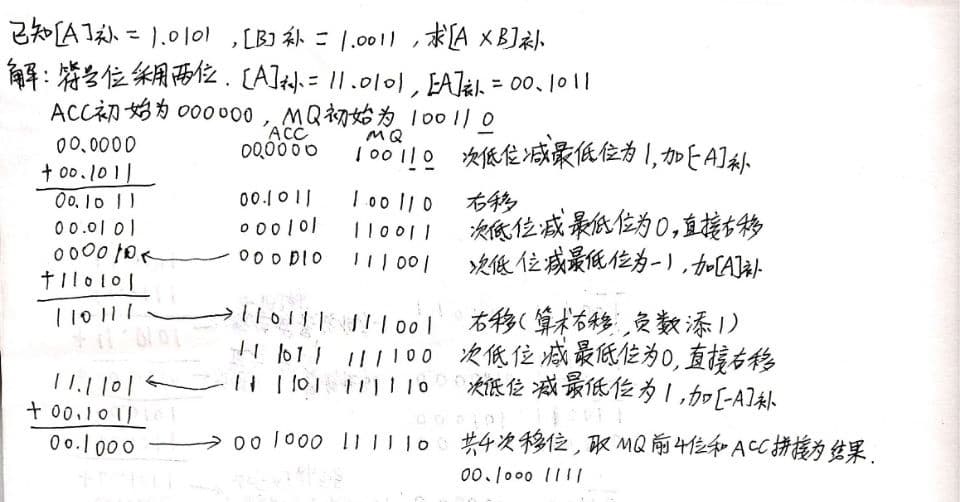 已知[A]补 = 1.0101 ,[B]补 = 1.0011 ,求[A×B]补
解: 符号位采用两位. [A]补 = 11.0101 , [-A]补 = 00.1011
ACC初始为 000000 , MQ初始为 100110
ACC MQ
00.0000 00.0000 100110 次低位减最低位为1,加[-A]补
+00.1011
00.1011 00.1011 100110 右移
00.0101 000101 110011 次低位减最低位为0,直接右移
000010 000010 111001 次低位减最低位为-1,加[A]补
+110101
110111 110111 111001 右移(算术右移,负数添1)
111011 111100 次低位减最低位为0,直接右移
11.1101 111101 111110 次低位减最低位为1,加[-A]补
+00.1011
00.1000 001000 111110 共4次移位,取MQ前4位和ACC拼接为结果.
00.1000 1111